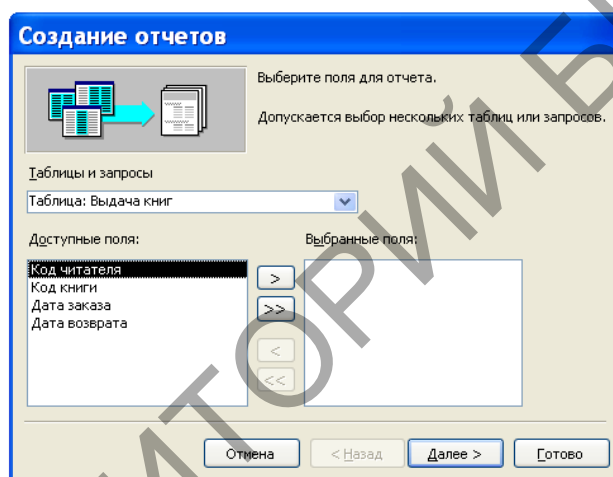 Создание отчетов
Выберите поля для отчета.
Допускается выбор нескольких таблиц или запросов.
Таблицы и запросы
Таблица: Выдача книг
Доступные поля:
Выбранные поля:
Код читателя
Код книги
Дата заказа
Дата возврата
>
>>
<
<<
Отмена
< Назад
Далее >
Готово